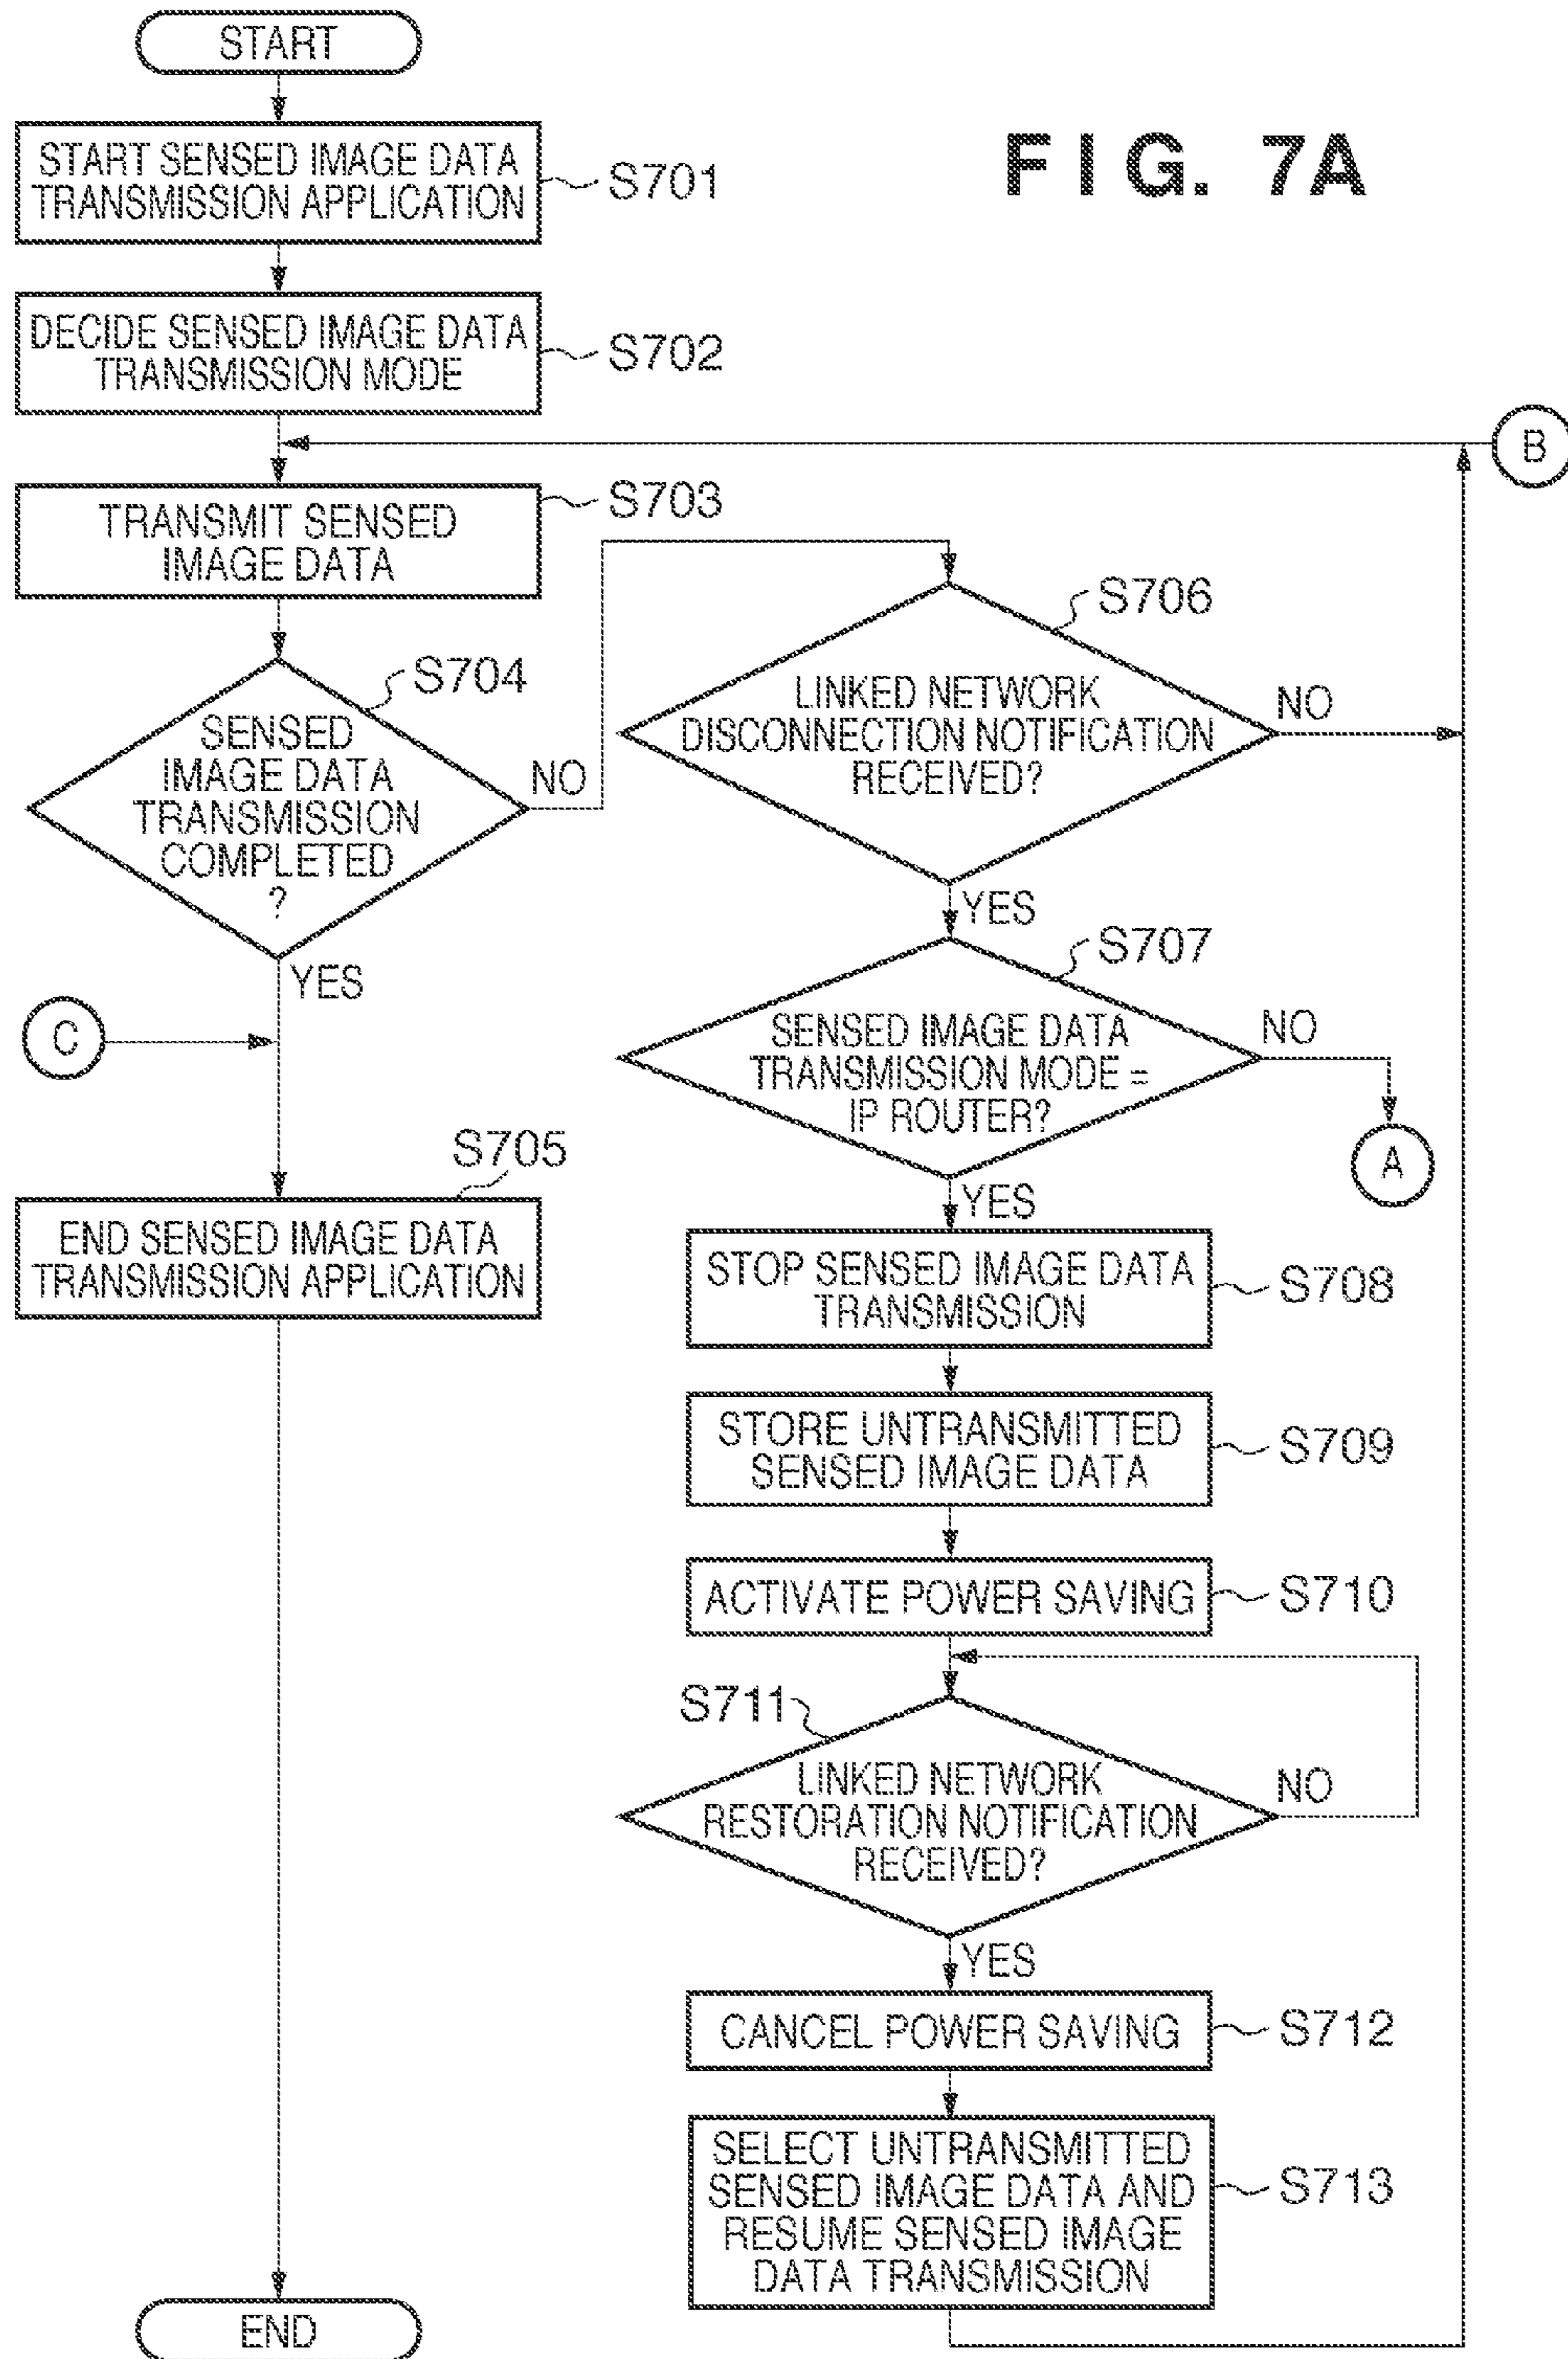 FIG. 7A
START
START SENSED IMAGE DATA
TRANSMISSION APPLICATION
S701
DECIDE SENSED IMAGE DATA
TRANSMISSION MODE
S702
B
TRANSMIT SENSED
IMAGE DATA
S703
S704
SENSED
IMAGE DATA
TRANSMISSION
COMPLETED
?
NO
YES
C
S705
END SENSED IMAGE DATA
TRANSMISSION APPLICATION
END
S706
LINKED NETWORK
DISCONNECTION NOTIFICATION
RECEIVED?
NO
YES
S707
SENSED IMAGE DATA
TRANSMISSION MODE =
IP ROUTER?
NO
A
YES
STOP SENSED IMAGE DATA
TRANSMISSION
S708
STORE UNTRANSMITTED
SENSED IMAGE DATA
S709
ACTIVATE POWER SAVING
S710
S711
LINKED NETWORK
RESTORATION NOTIFICATION
RECEIVED?
NO
YES
CANCEL POWER SAVING
S712
SELECT UNTRANSMITTED
SENSED IMAGE DATA AND
RESUME SENSED IMAGE
DATA TRANSMISSION
S713